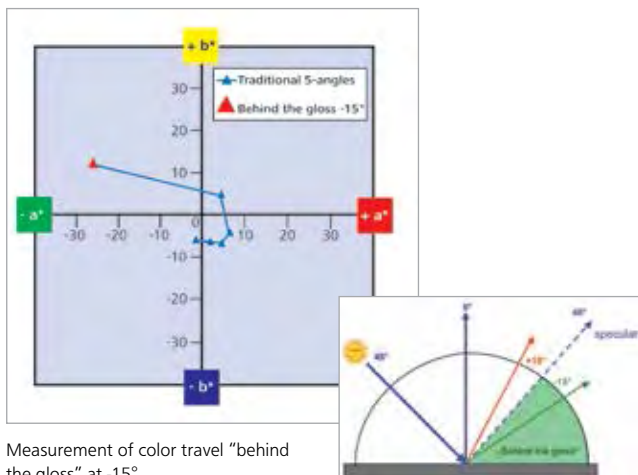 + b*
Traditional 5-angles
Behind the gloss -15°
30
20
10
- a*
-30 -20 -10 0 10 20 30
+ a*
-10
-20
-30
- b*
0°
45°
specular
+15°
-15°
Behind the gloss
Measurement of color travel "behind
the gloss" at -15°